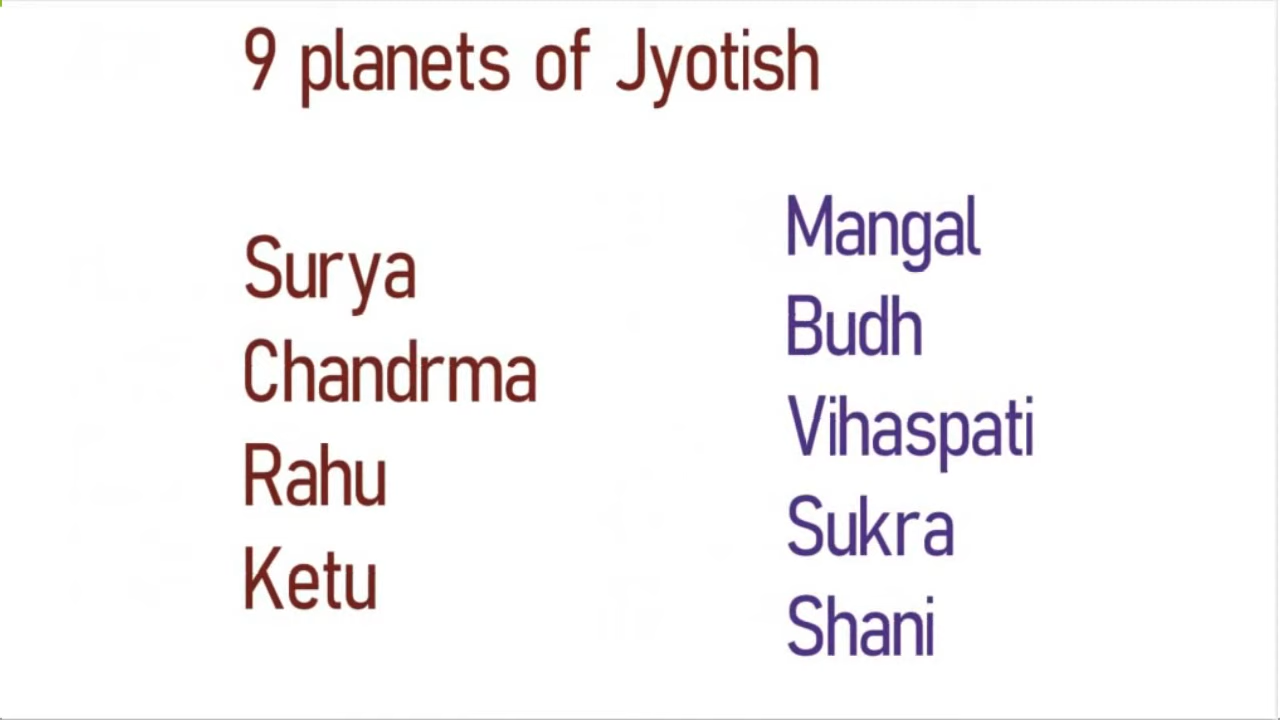 9 planets of Jyotish
Surya
Chandrma
Rahu
Ketu
Mangal
Budh
Vihaspati
Sukra
Shani